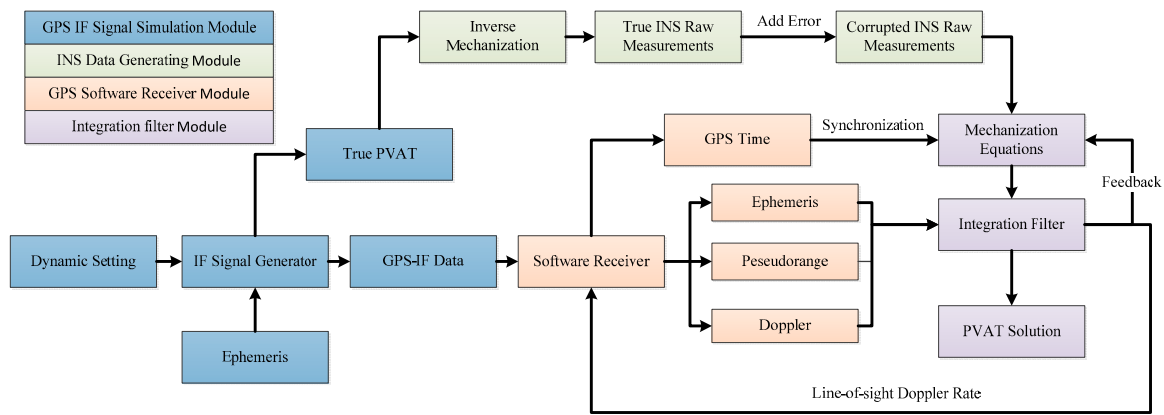 GPS IF Signal Simulation Module
INS Data Generating Module
GPS Software Receiver Module
Integration filter Module
Inverse
Mechanization
True INS Raw
Measurements
Add Error
Corrupted INS Raw
Measurements
True PVAT
GPS Time
Synchronization
Mechanization
Equations
Feedback
Dynamic Setting
IF Signal Generator
GPS-IF Data
Software Receiver
Ephemeris
Peseudorange
Doppler
Integration Filter
Ephemeris
PVAT Solution
Line-of-sight Doppler Rate